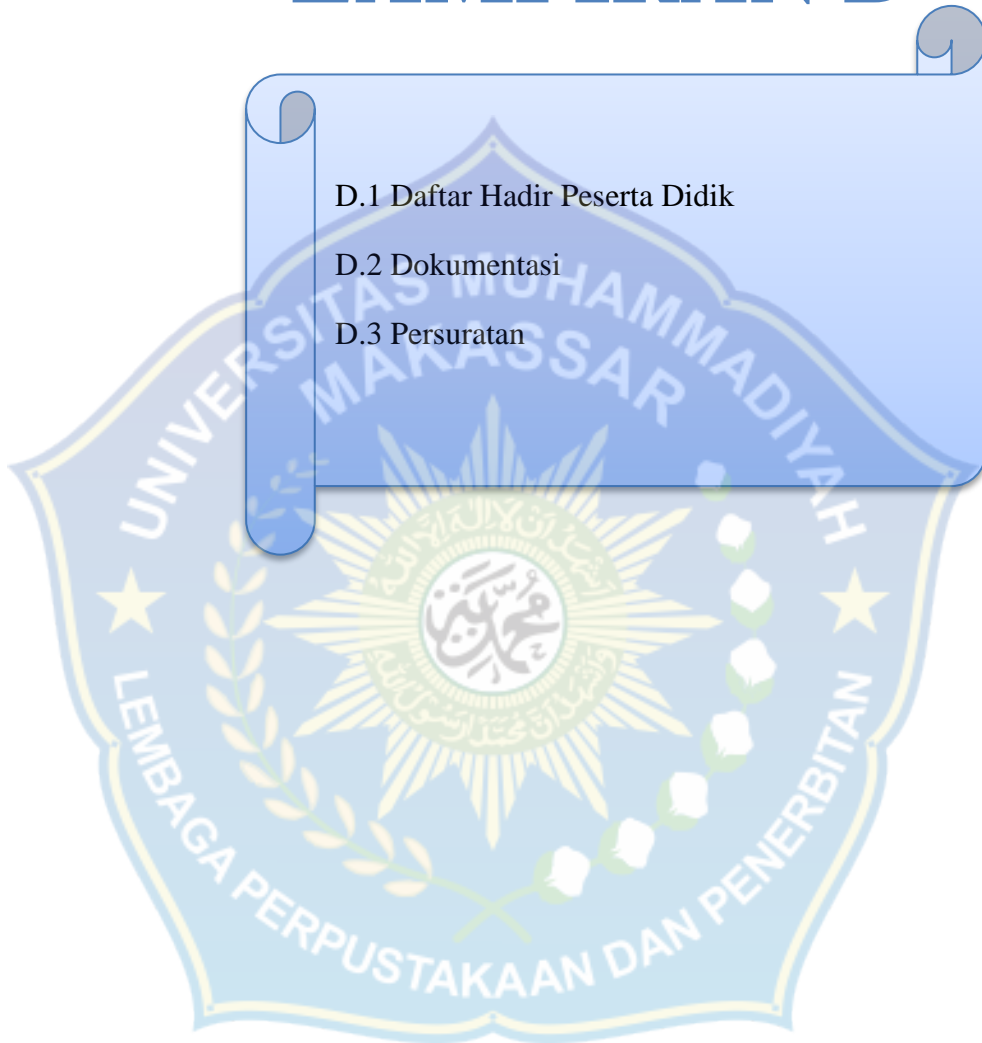 LAMPIRAN D
D.1 Daftar Hadir Peserta Didik
D.2 Dokumentasi
D.3 Persuratan
UNIVERSITAS MUHAMMADIYAH
MAKASSAR
LEMBAGA PERPUSTAKAAN DAN PENERBITAN